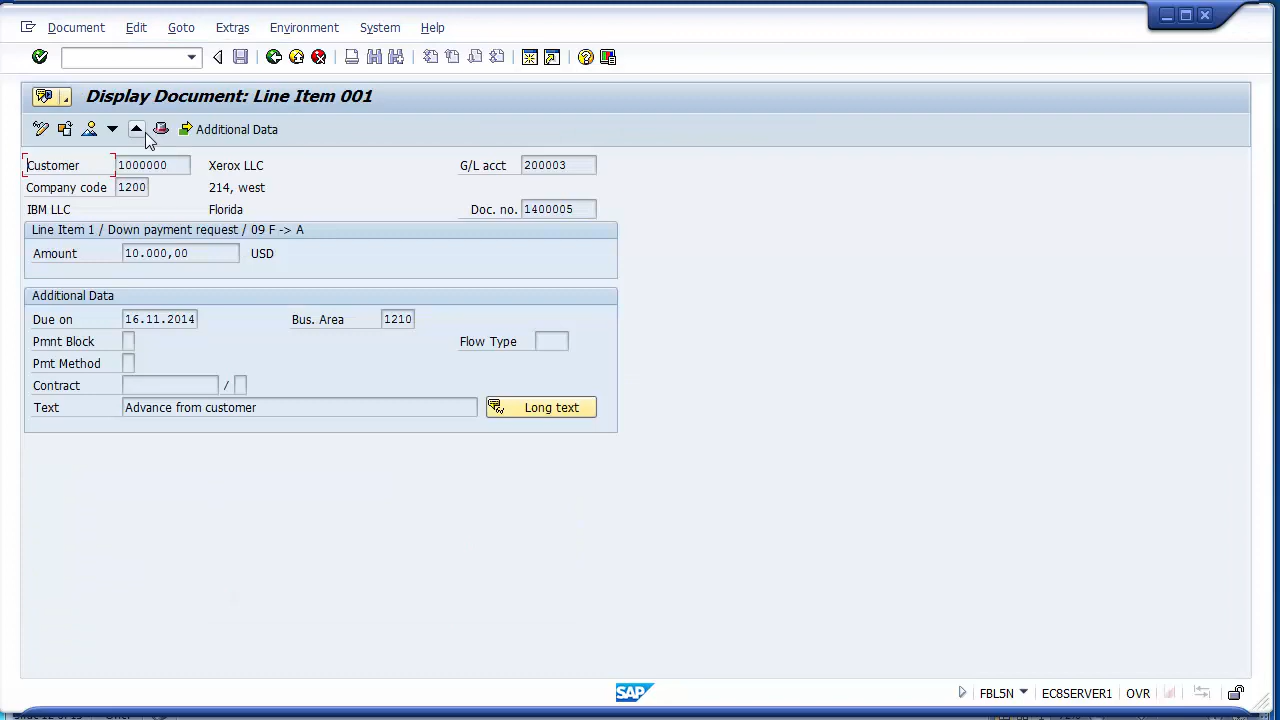 Document Edit Goto Extras Environment System Help
Display Document: Line Item 001
Additional Data
Customer 1000000 Xerox LLC G/L acct 200003
Company code 1200 214, west
IBM LLC Florida Doc. no. 1400005
Line Item 1 / Down payment request / 09 F -> A
Amount 10.000,00 USD
Additional Data
Due on 16.11.2014 Bus. Area 1210
Pmnt Block Flow Type
Pmt Method
Contract /
Text Advance from customer Long text
SAP FBL5N EC8SERVER1 OVR